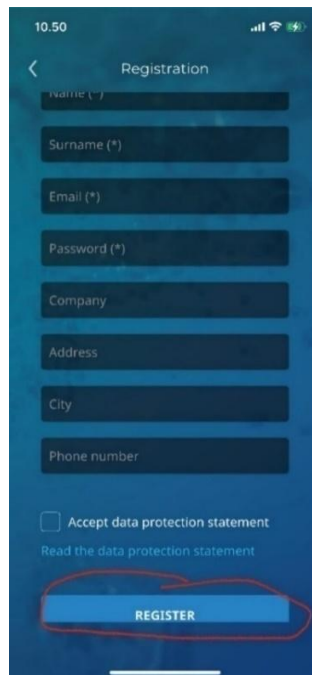 10.50
Registration
Name (*)
Surname (*)
Email (*)
Password (*)
Company
Address
City
Phone number
Accept data protection statement
Read the data protection statement
REGISTER